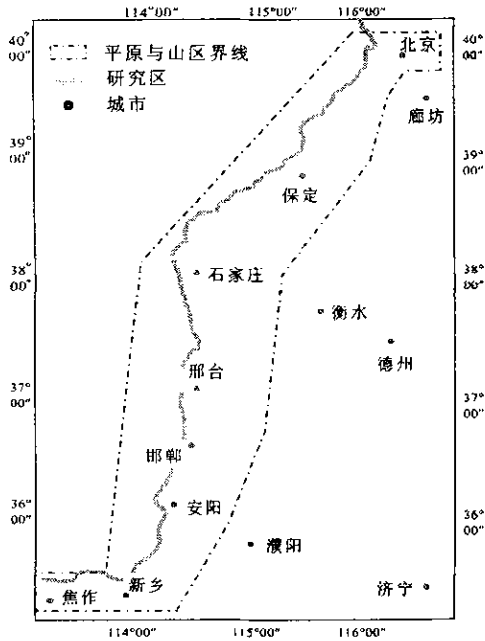 114°00″ 115°00″ 116°00″
40°
00″
40°
00″
平原与山区界线
研究区
城市
北京
廊坊
39°
00″
39°
00″
保定
38°
00″
38°
00″
石家庄
衡水
德州
邢台
37°
00″
37°
00″
邯郸
安阳
36°
00″
36°
00″
濮阳
焦作
新乡
济宁
114°00″ 115°00″ 116°00″